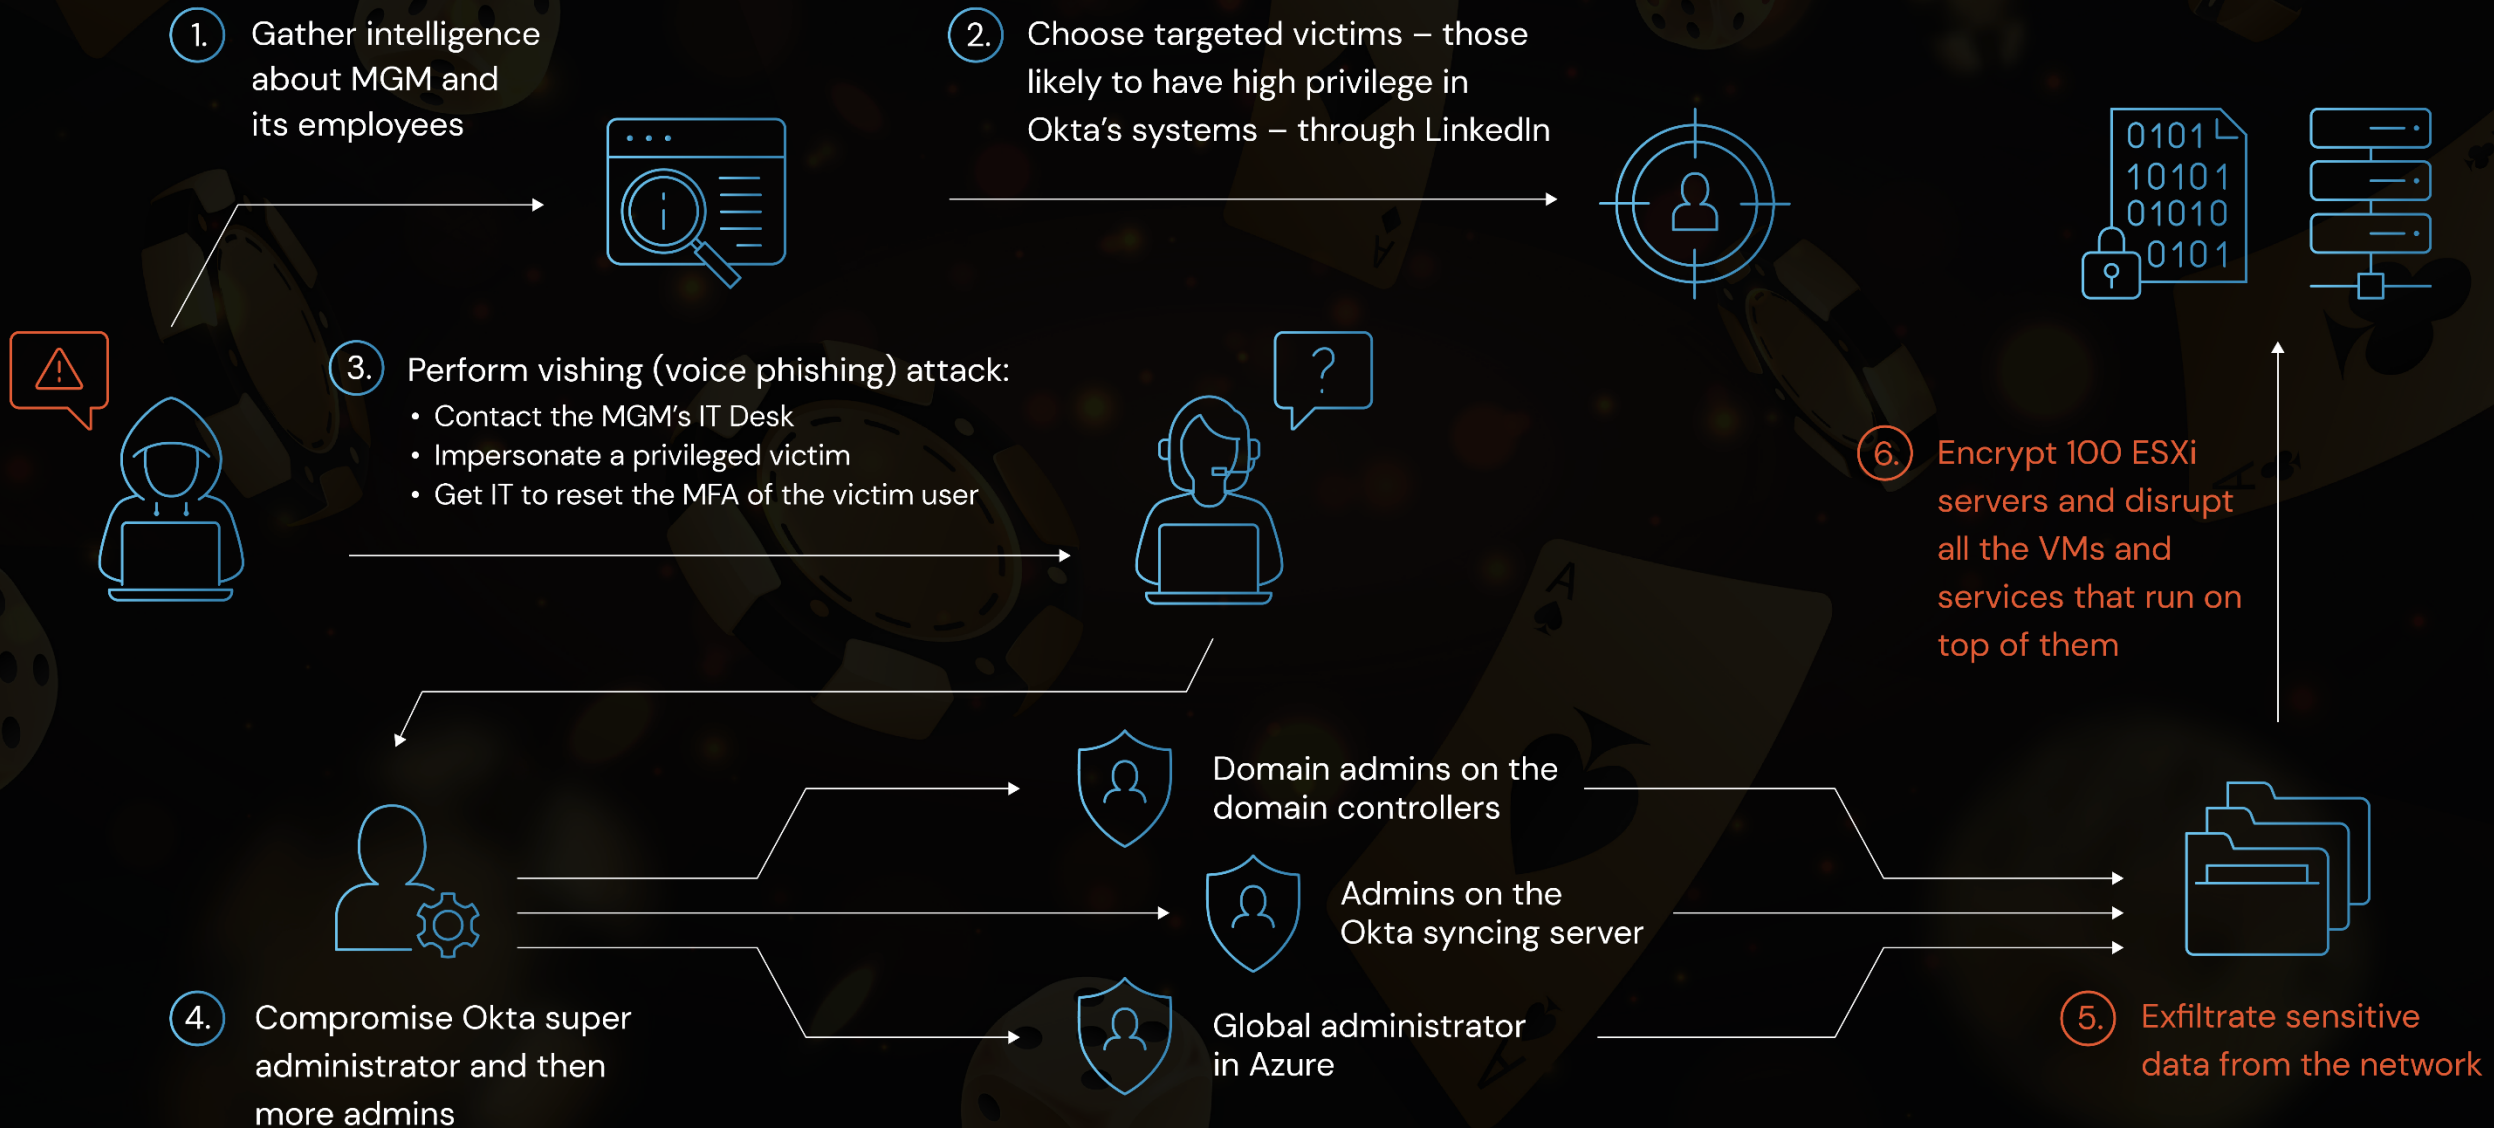 1.
Gather intelligence
about MGM and
its employees
2.
Choose targeted victims – those
likely to have high privilege in
Okta’s systems – through LinkedIn
0101
10101
01010
0101
3.
Perform vishing (voice phishing) attack:
• Contact the MGM’s IT Desk
• Impersonate a privileged victim
• Get IT to reset the MFA of the victim user
?
6.
Encrypt 100 ESXi
servers and disrupt
all the VMs and
services that run on
top of them
4.
Compromise Okta super
administrator and then
more admins
Domain admins on the
domain controllers
Admins on the
Okta syncing server
Global administrator
in Azure
5.
Exfiltrate sensitive
data from the network
A
A
A
A